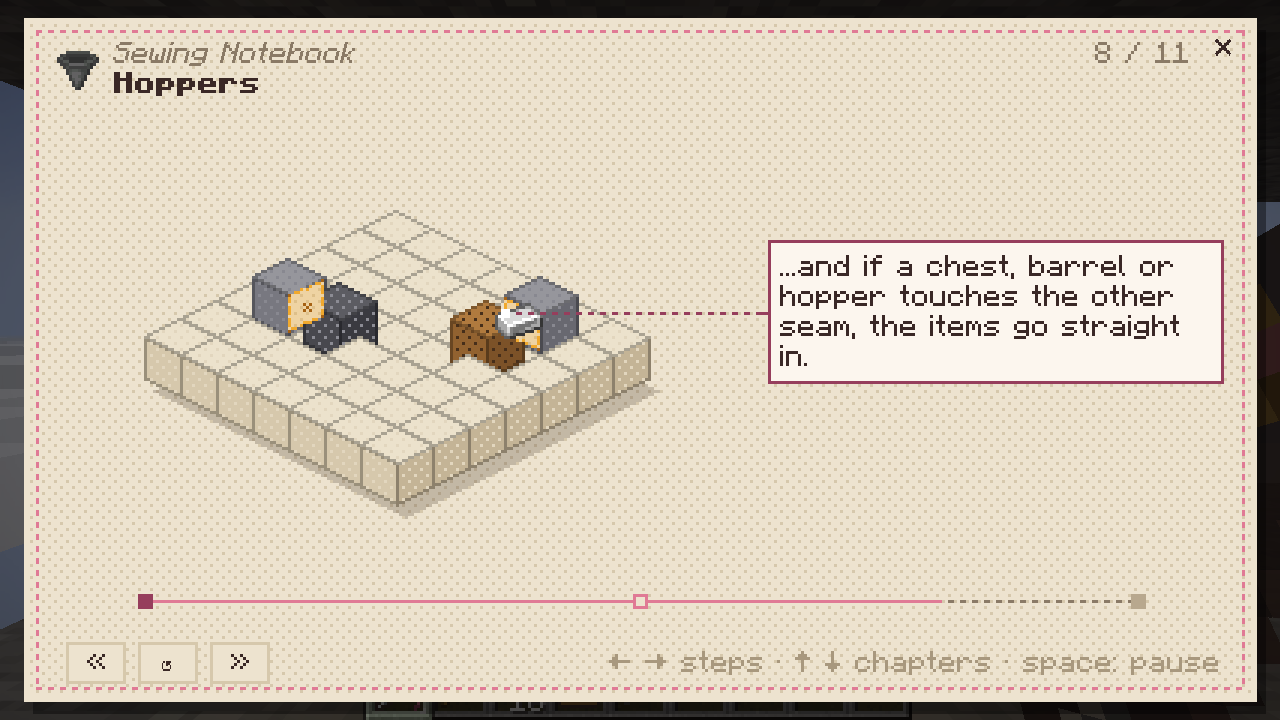 Sewing Notebook
8 / 11
Hoppers
...and if a chest, barrel or
hopper touches the other
seam, the items go straight
in.
← → steps · ↑ ↓ chapters · space: pause